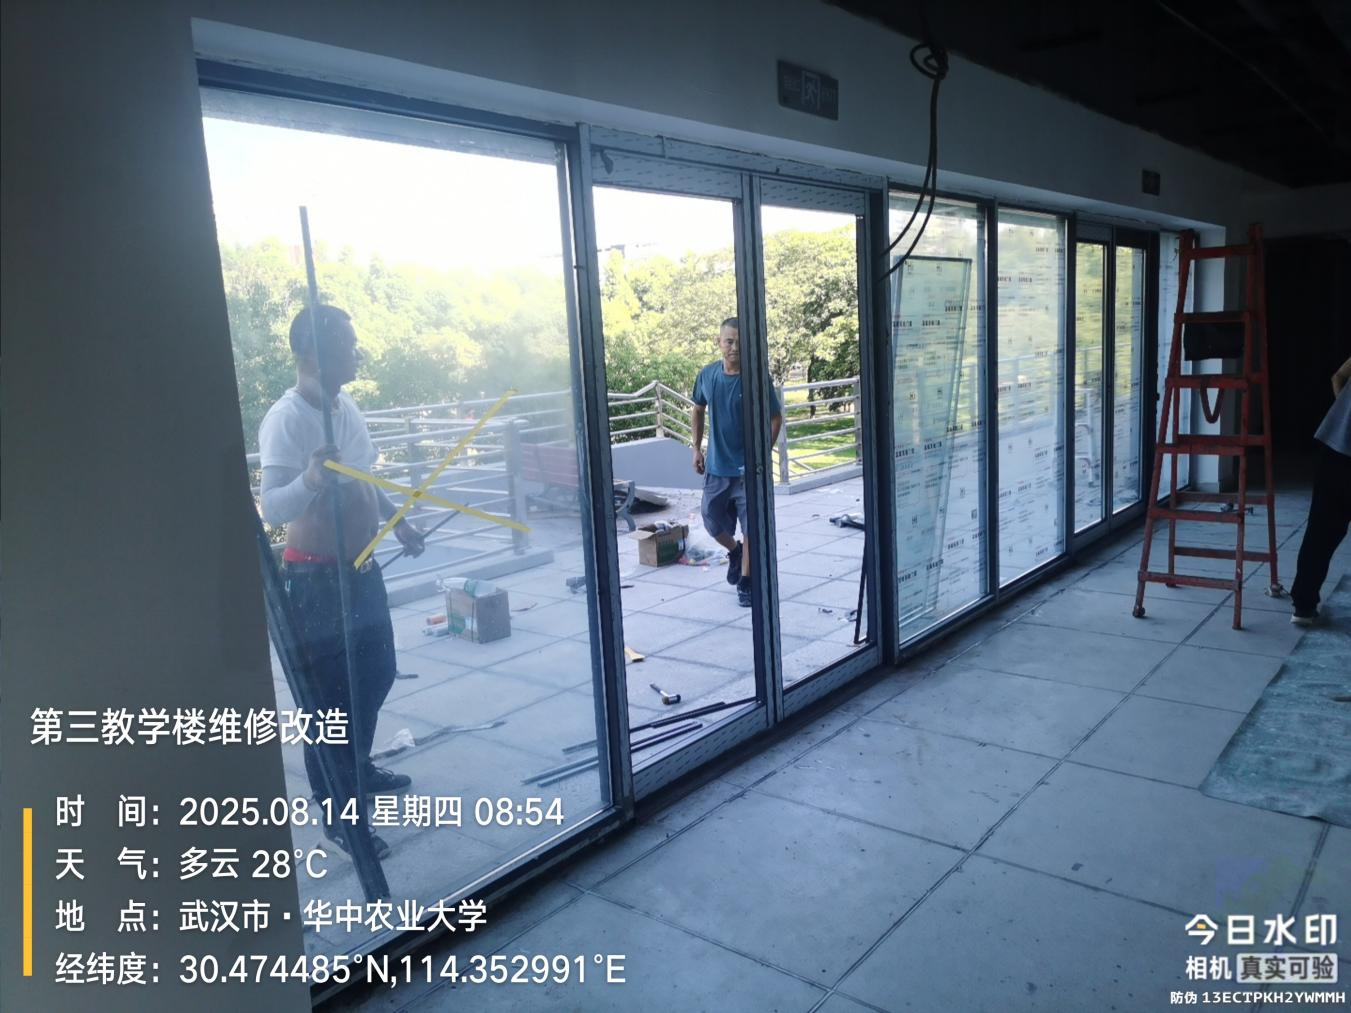 第三教学楼维修改造
时 间：2025.08.14 星期四 08:54
天 气：多云 28℃
地 点：武汉市·华中农业大学
经纬度：30.474485°N,114.352991°E
今日水印
相机 真实可验
防伪 13ECTPKH2YWMMH